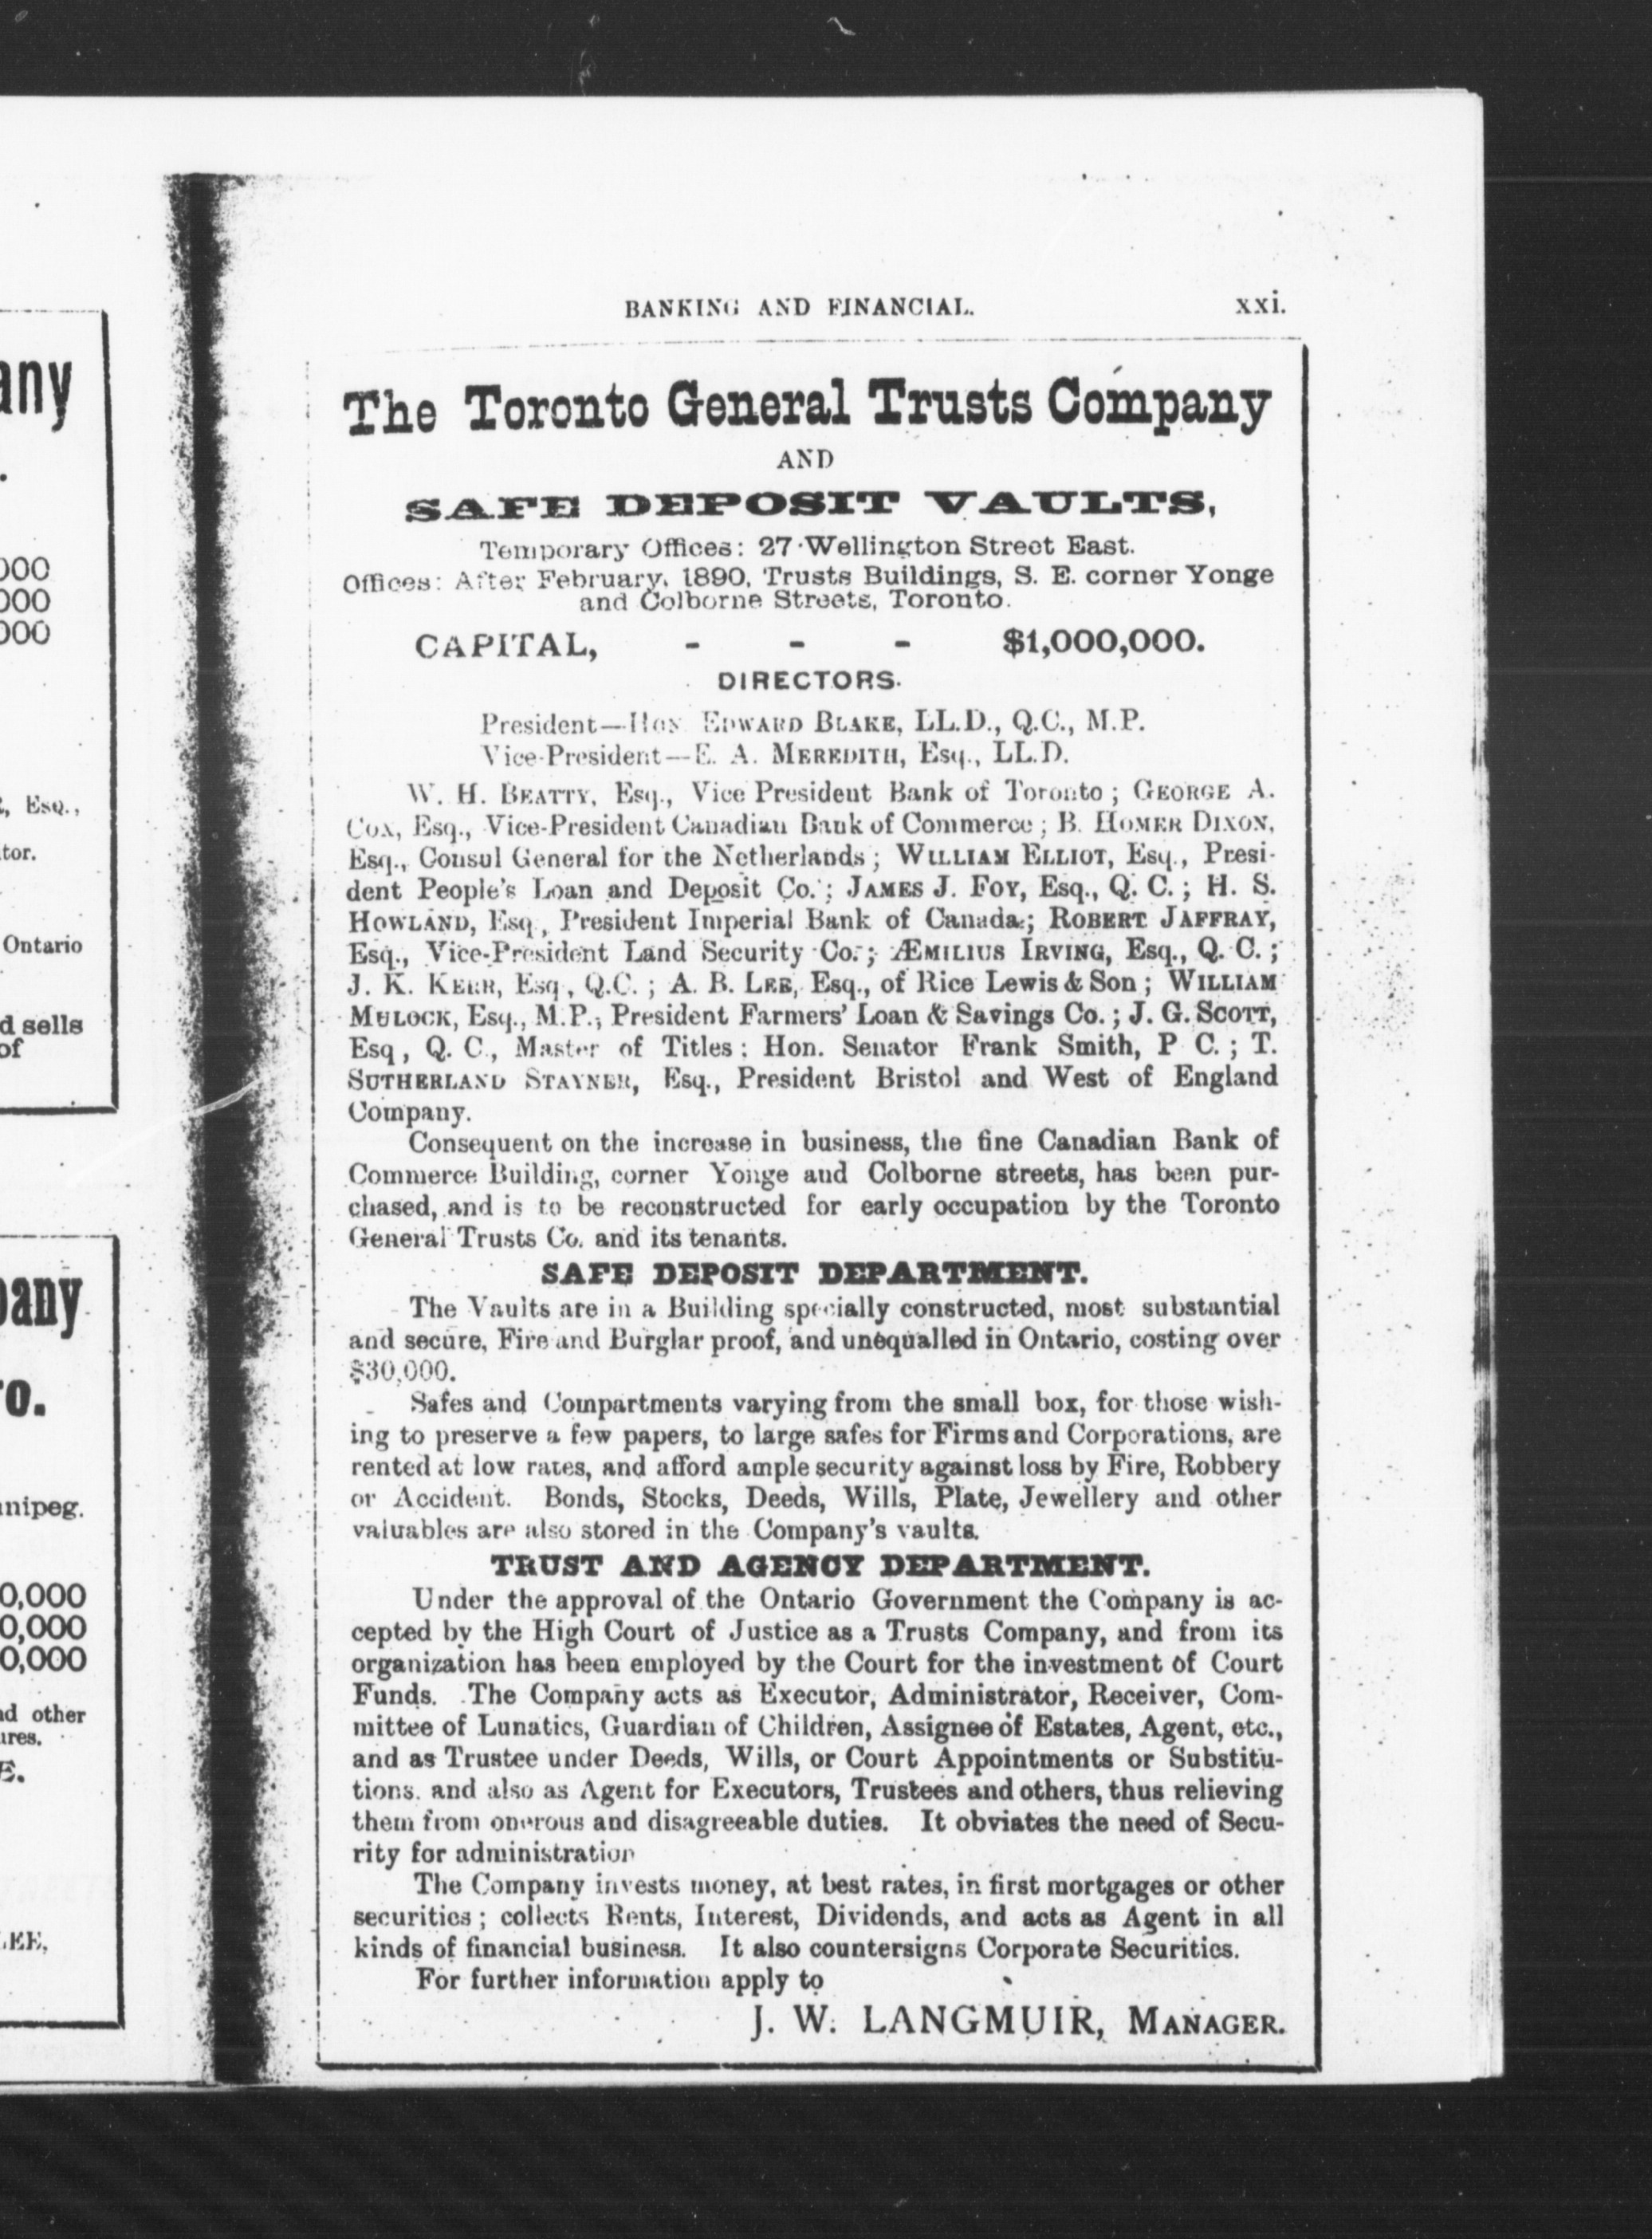 any
.
000
000
000
, Esq.,
tor.
Ontario
d sells
of
pany
o.
nipeg.
0,000
0,000
0,000
d other
ures.
E.
LEE,
BANKING AND FINANCIAL. xxi.
The Toronto General Trusts Company
AND
SAFE DEPOSIT VAULTS,
Temporary Offices: 27 Wellington Street East.
Offices: After February, 1890, Trusts Buildings, S. E. corner Yonge
and Colborne Streets, Toronto.
CAPITAL, - - - $1,000,000.
DIRECTORS.
President—Hon. Edward Blake, LL.D., Q.C., M.P.
Vice-President—E. A. Meredith, Esq., LL.D.
W. H. Beatty, Esq., Vice President Bank of Toronto; George A.
Cox, Esq., Vice-President Canadian Bank of Commerce; B. Homer Dixon,
Esq., Consul General for the Netherlands; William Elliot, Esq., Presi-
dent People's Loan and Deposit Co.; James J. Foy, Esq., Q. C.; H. S.
Howland, Esq., President Imperial Bank of Canada; Robert Jaffray,
Esq., Vice-President Land Security Co.; Æmilius Irving, Esq., Q. C.;
J. K. Kerr, Esq., Q.C.; A. B. Lee, Esq., of Rice Lewis & Son; William
Mulock, Esq., M.P., President Farmers' Loan & Savings Co.; J. G. Scott,
Esq, Q. C., Master of Titles: Hon. Senator Frank Smith, P C.; T.
Sutherland Stayner, Esq., President Bristol and West of England
Company.
Consequent on the increase in business, the fine Canadian Bank of
Commerce Building, corner Yonge and Colborne streets, has been pur-
chased, and is to be reconstructed for early occupation by the Toronto
General Trusts Co. and its tenants.
SAFE DEPOSIT DEPARTMENT.
The Vaults are in a Building specially constructed, most substantial
and secure, Fire and Burglar proof, and unequalled in Ontario, costing over
$30,000.
Safes and Compartments varying from the small box, for those wish-
ing to preserve a few papers, to large safes for Firms and Corporations, are
rented at low rates, and afford ample security against loss by Fire, Robbery
or Accident. Bonds, Stocks, Deeds, Wills, Plate, Jewellery and other
valuables are also stored in the Company's vaults.
TRUST AND AGENCY DEPARTMENT.
Under the approval of the Ontario Government the Company is ac-
cepted by the High Court of Justice as a Trusts Company, and from its
organization has been employed by the Court for the investment of Court
Funds. The Company acts as Executor, Administrator, Receiver, Com-
mittee of Lunatics, Guardian of Children, Assignee of Estates, Agent, etc.,
and as Trustee under Deeds, Wills, or Court Appointments or Substitu-
tions, and also as Agent for Executors, Trustees and others, thus relieving
them from onerous and disagreeable duties. It obviates the need of Secu-
rity for administration
The Company invests money, at best rates, in first mortgages or other
securities; collects Rents, Interest, Dividends, and acts as Agent in all
kinds of financial business. It also countersigns Corporate Securities.
For further information apply to
J. W. LANGMUIR, Manager.